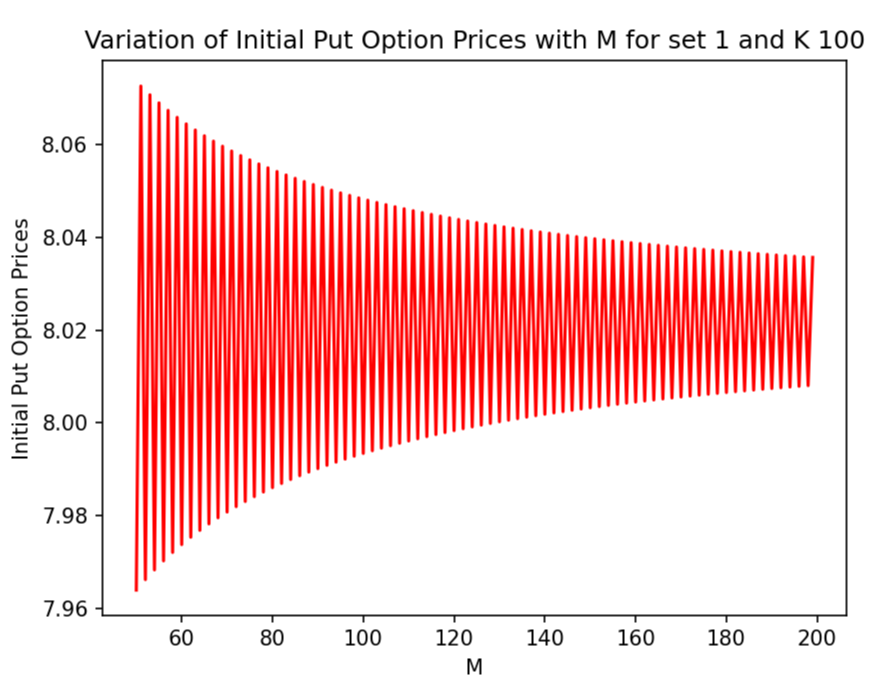 Variation of Initial Put Option Prices with M for set 1 and K 100
Initial Put Option Prices
8.06
8.04
8.02
8.00
7.98
7.96
60 80 100 120 140 160 180 200
M